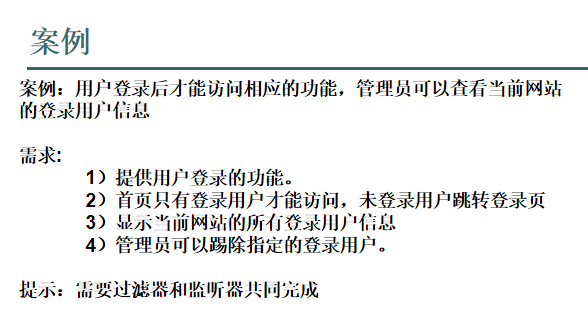 案例
案例：用户登录后才能访问相应的功能，管理员可以查看当前网站
的登录用户信息
需求:
1）提供用户登录的功能。
2）首页只有登录用户才能访问，未登录用户跳转登录页
3）显示当前网站的所有登录用户信息
4）管理员可以踢除指定的登录用户。
提示：需要过滤器和监听器共同完成